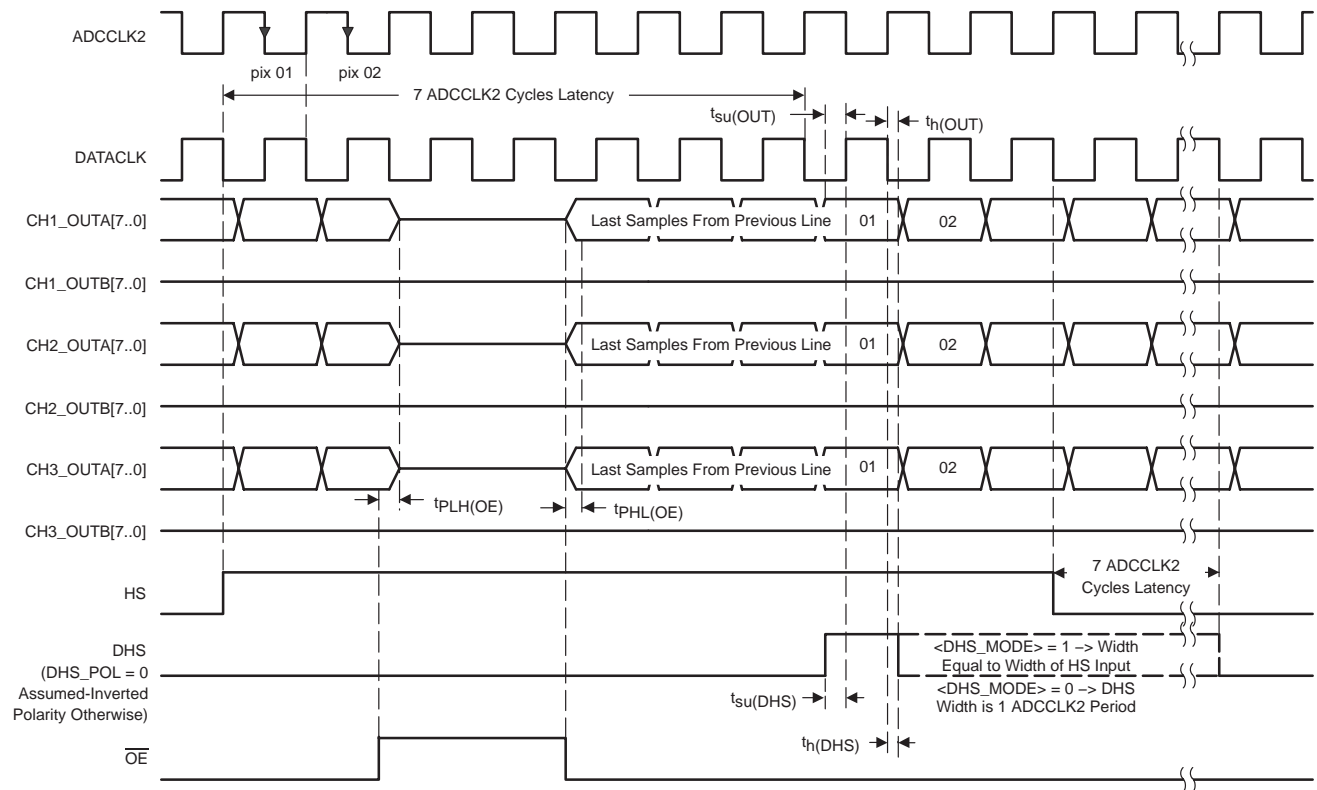 ADCCLK2
pix 01
pix 02
7 ADCCLK2 Cycles Latency
tsu(OUT)
th(OUT)
DATACLK
CH1_OUTA[7..0]
Last Samples From Previous Line
01
02
CH1_OUTB[7..0]
CH2_OUTA[7..0]
Last Samples From Previous Line
01
02
CH2_OUTB[7..0]
CH3_OUTA[7..0]
Last Samples From Previous Line
01
02
tPLH(OE)
tPHL(OE)
CH3_OUTB[7..0]
HS
7 ADCCLK2
Cycles Latency
DHS
(DHS_POL = 0
Assumed-Inverted
Polarity Otherwise)
<DHS_MODE> = 1 –> Width
Equal to Width of HS Input
<DHS_MODE> = 0 –> DHS
Width is 1 ADCCLK2 Period
tsu(DHS)
th(DHS)
OE